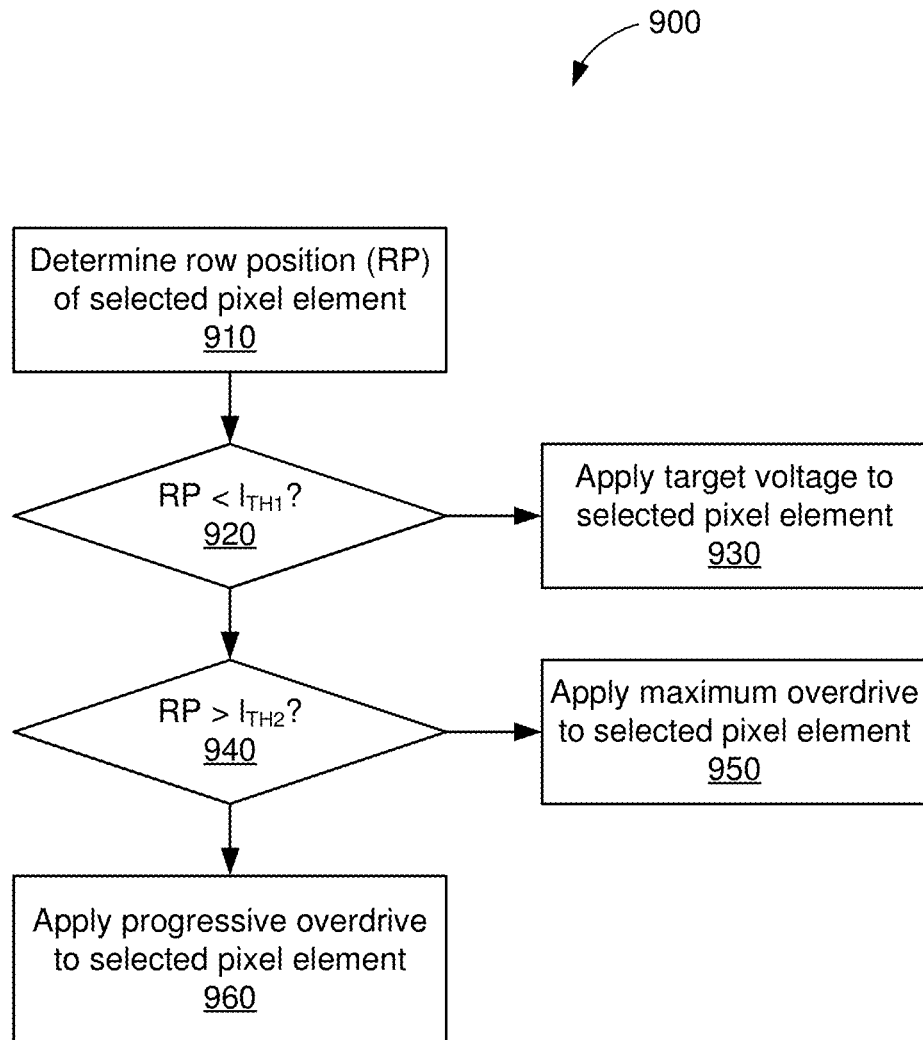 900
Determine row position (RP)
of selected pixel element
910
RP < I_TH1?
920
Apply target voltage to
selected pixel element
930
RP > I_TH2?
940
Apply maximum overdrive
to selected pixel element
950
Apply progressive overdrive
to selected pixel element
960